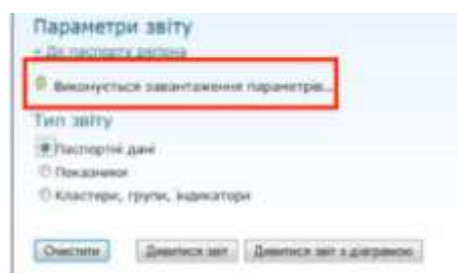 Параметри звіту
« До паспорту регіона
Виконується завантаження параметрів...
Тип звіту
Паспортні дані
Показники
Кластери, групи, індикатори
Очистити Дивитися звіт Дивитися звіт з діаграмою